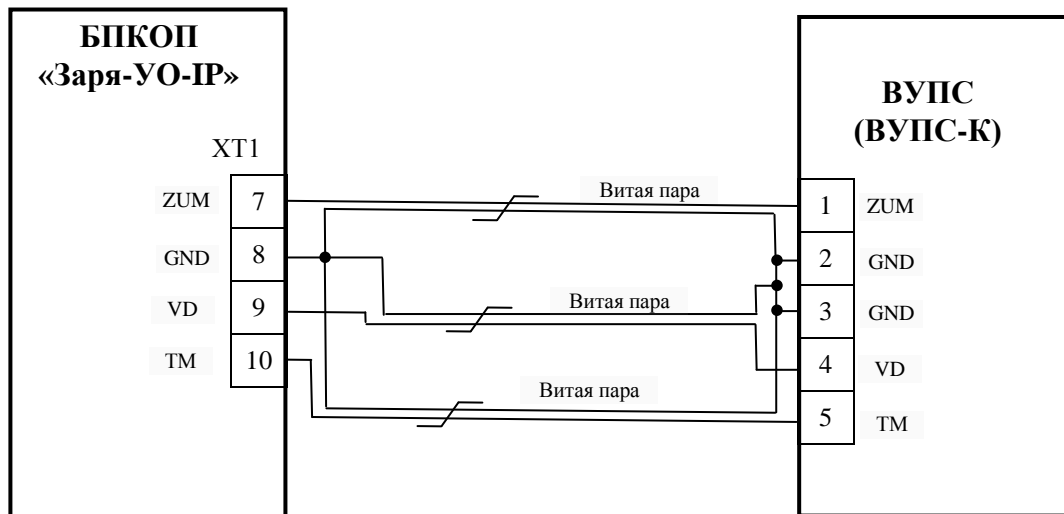 БПКОП
«Заря-УО-IP»
ВУПС
(ВУПС-К)
XT1
ZUM 7 Витая пара 1 ZUM
GND 8 2 GND
VD 9 Витая пара 3 GND
TM 10 4 VD
Витая пара
5 TM